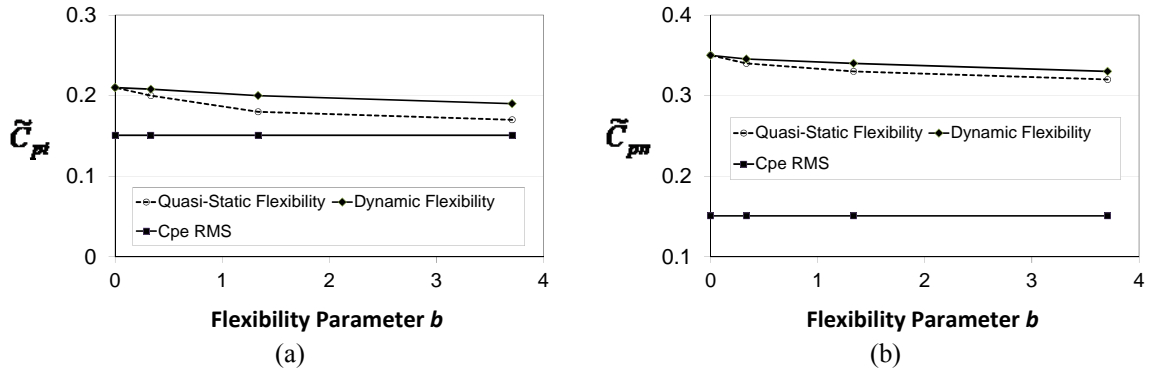 0.3
0.2
0.1
0
C̃pi
Quasi-Static Flexibility Dynamic Flexibility
Cpe RMS
0 1 2 3 4
Flexibility Parameter b
(a)
0.4
0.3
0.2
0.1
C̃pn
Quasi-Static Flexibility Dynamic Flexibility
Cpe RMS
0 1 2 3 4
Flexibility Parameter b
(b)